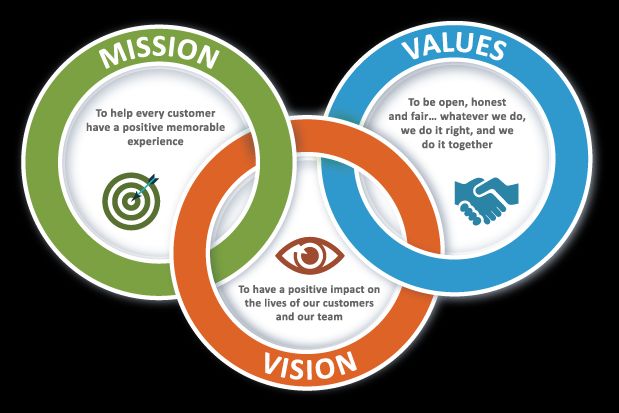 MISSION
To help every customer
have a positive memorable
experience
VALUES
To be open, honest
and fair... whatever we do,
we do it right, and we
do it together
To have a positive impact on
the lives of our customers
and our team
VISION